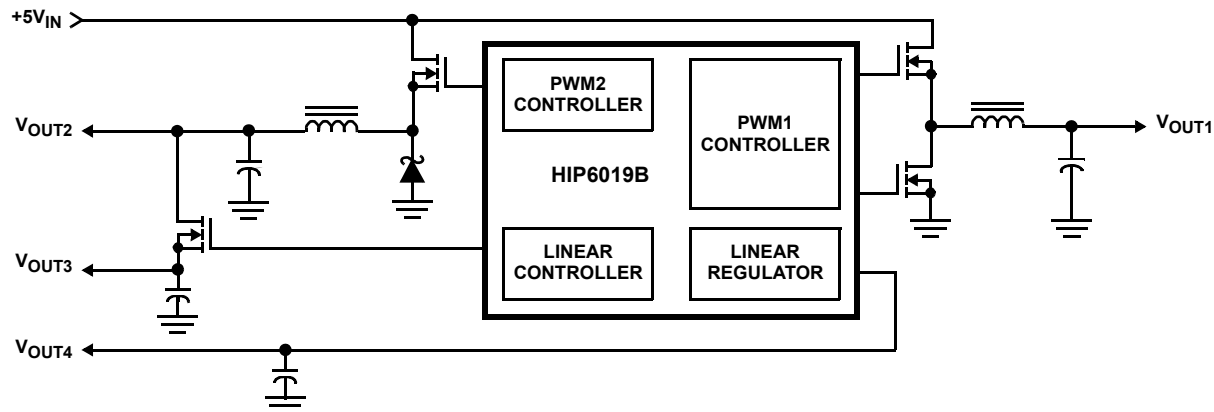 +5VIN
PWM2
CONTROLLER
PWM1
CONTROLLER
VOUT2
VOUT1
HIP6019B
LINEAR
CONTROLLER
LINEAR
REGULATOR
VOUT3
VOUT4